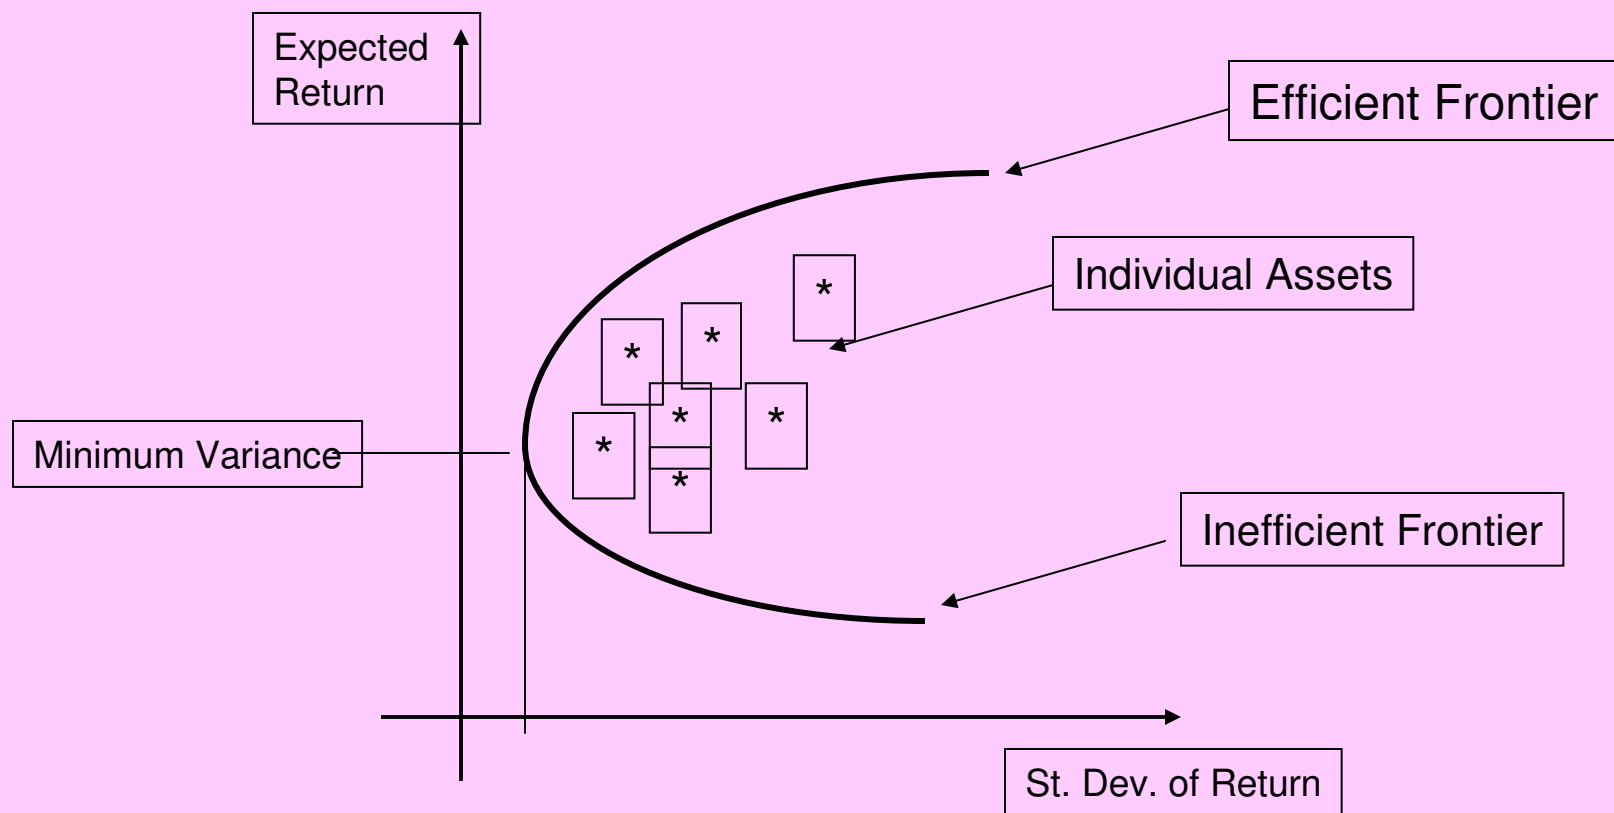 Expected
Return
Efficient Frontier
Individual Assets
*
*
*
*
*
*
*
Minimum Variance
Inefficient Frontier
St. Dev. of Return